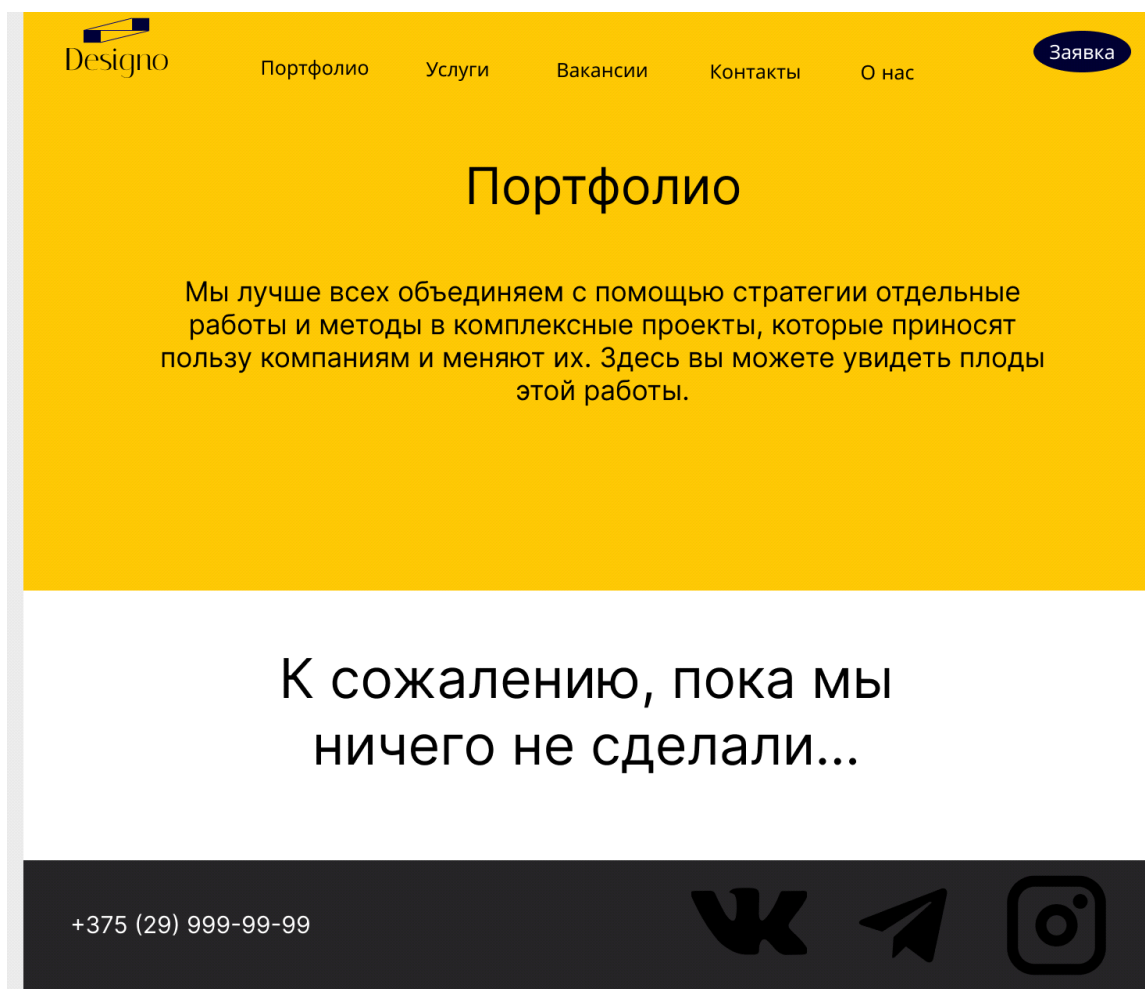 Designo
Портфолио
Услуги
Вакансии
Контакты
О нас
Заявка
Портфолио
Мы лучше всех объединяем с помощью стратегии отдельные
работы и методы в комплексные проекты, которые приносят
пользу компаниям и меняют их. Здесь вы можете увидеть плоды
этой работы.
К сожалению, пока мы
ничего не сделали...
+375 (29) 999-99-99